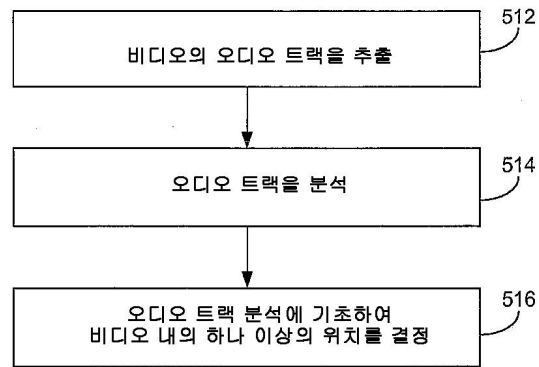 512
비디오의 오디오 트랙을 추출
514
오디오 트랙을 분석
516
오디오 트랙 분석에 기초하여
비디오 내의 하나 이상의 위치를 결정